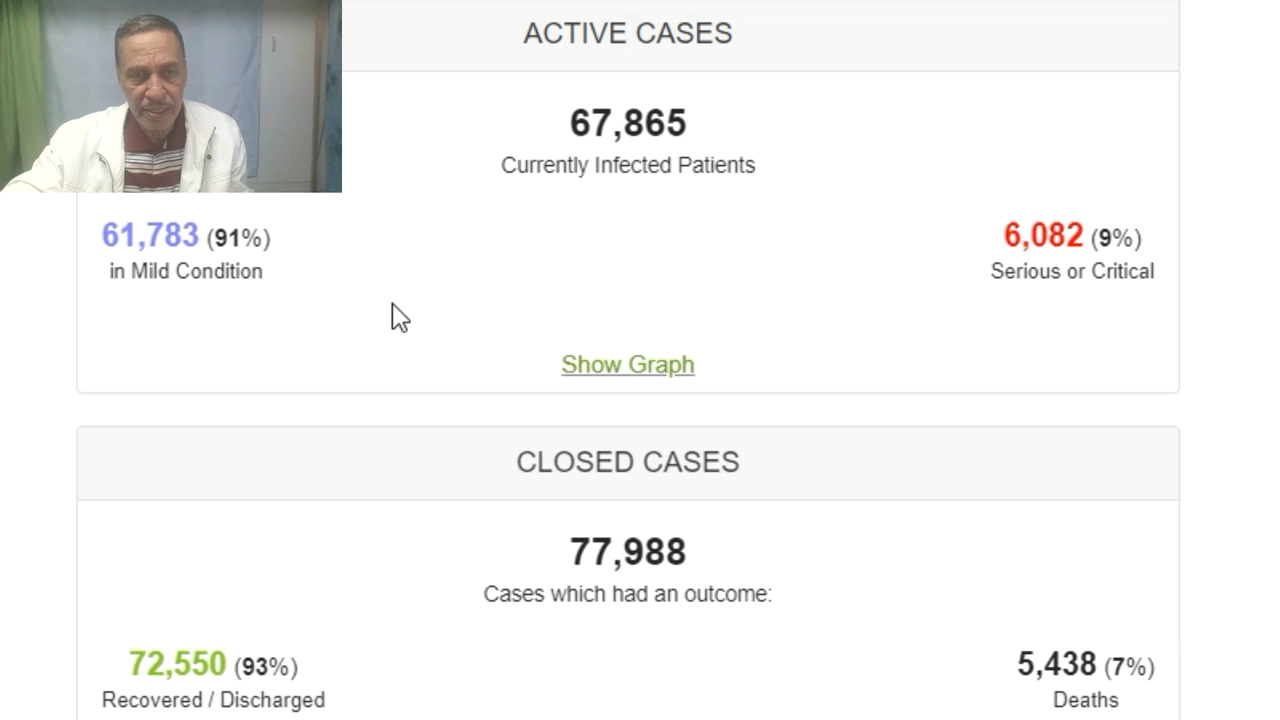 ACTIVE CASES
67,865
Currently Infected Patients
61,783 (91%)
in Mild Condition
6,082 (9%)
Serious or Critical
Show Graph
CLOSED CASES
77,988
Cases which had an outcome:
72,550 (93%)
Recovered / Discharged
5,438 (7%)
Deaths